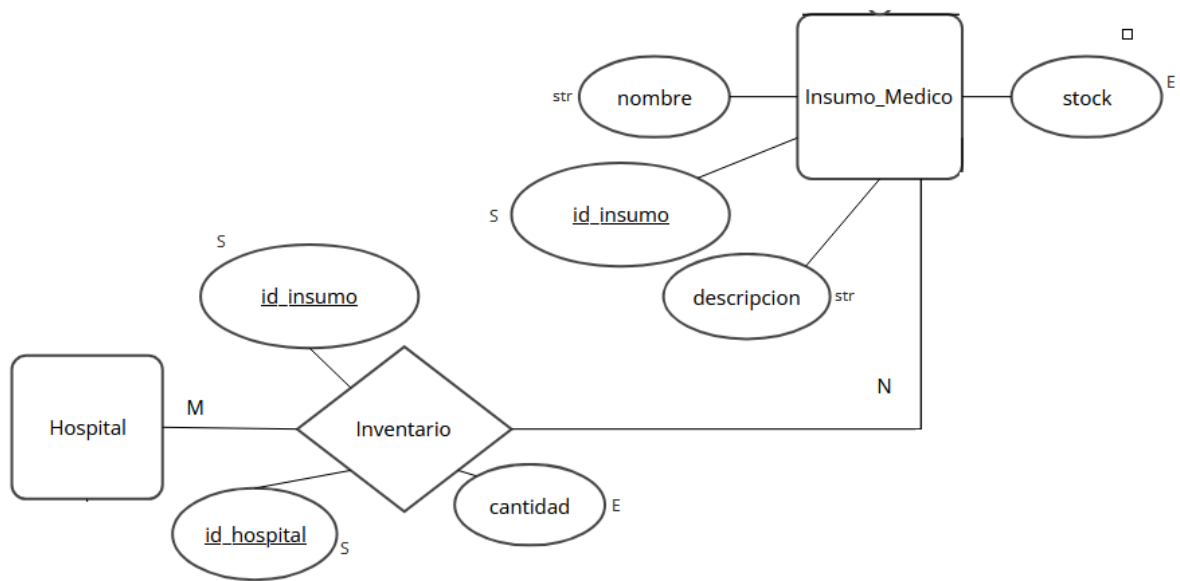 str
nombre
Insumo_Medico
stock
E
S
id_insumo
descripcion
str
S
id_insumo
N
Hospital
M
Inventario
cantidad
E
id_hospital
S